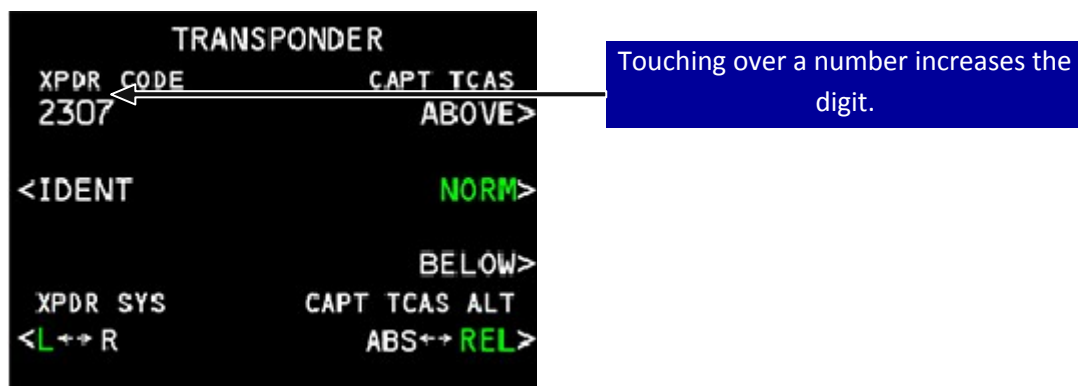 TRANSPONDER
XPDR CODE CAPT TCAS
2307 ABOVE>
<IDENT NORM>
BELOW>
XPDR SYS CAPT TCAS ALT
<L↔R ABS↔REL>
Touching over a number increases the
digit.